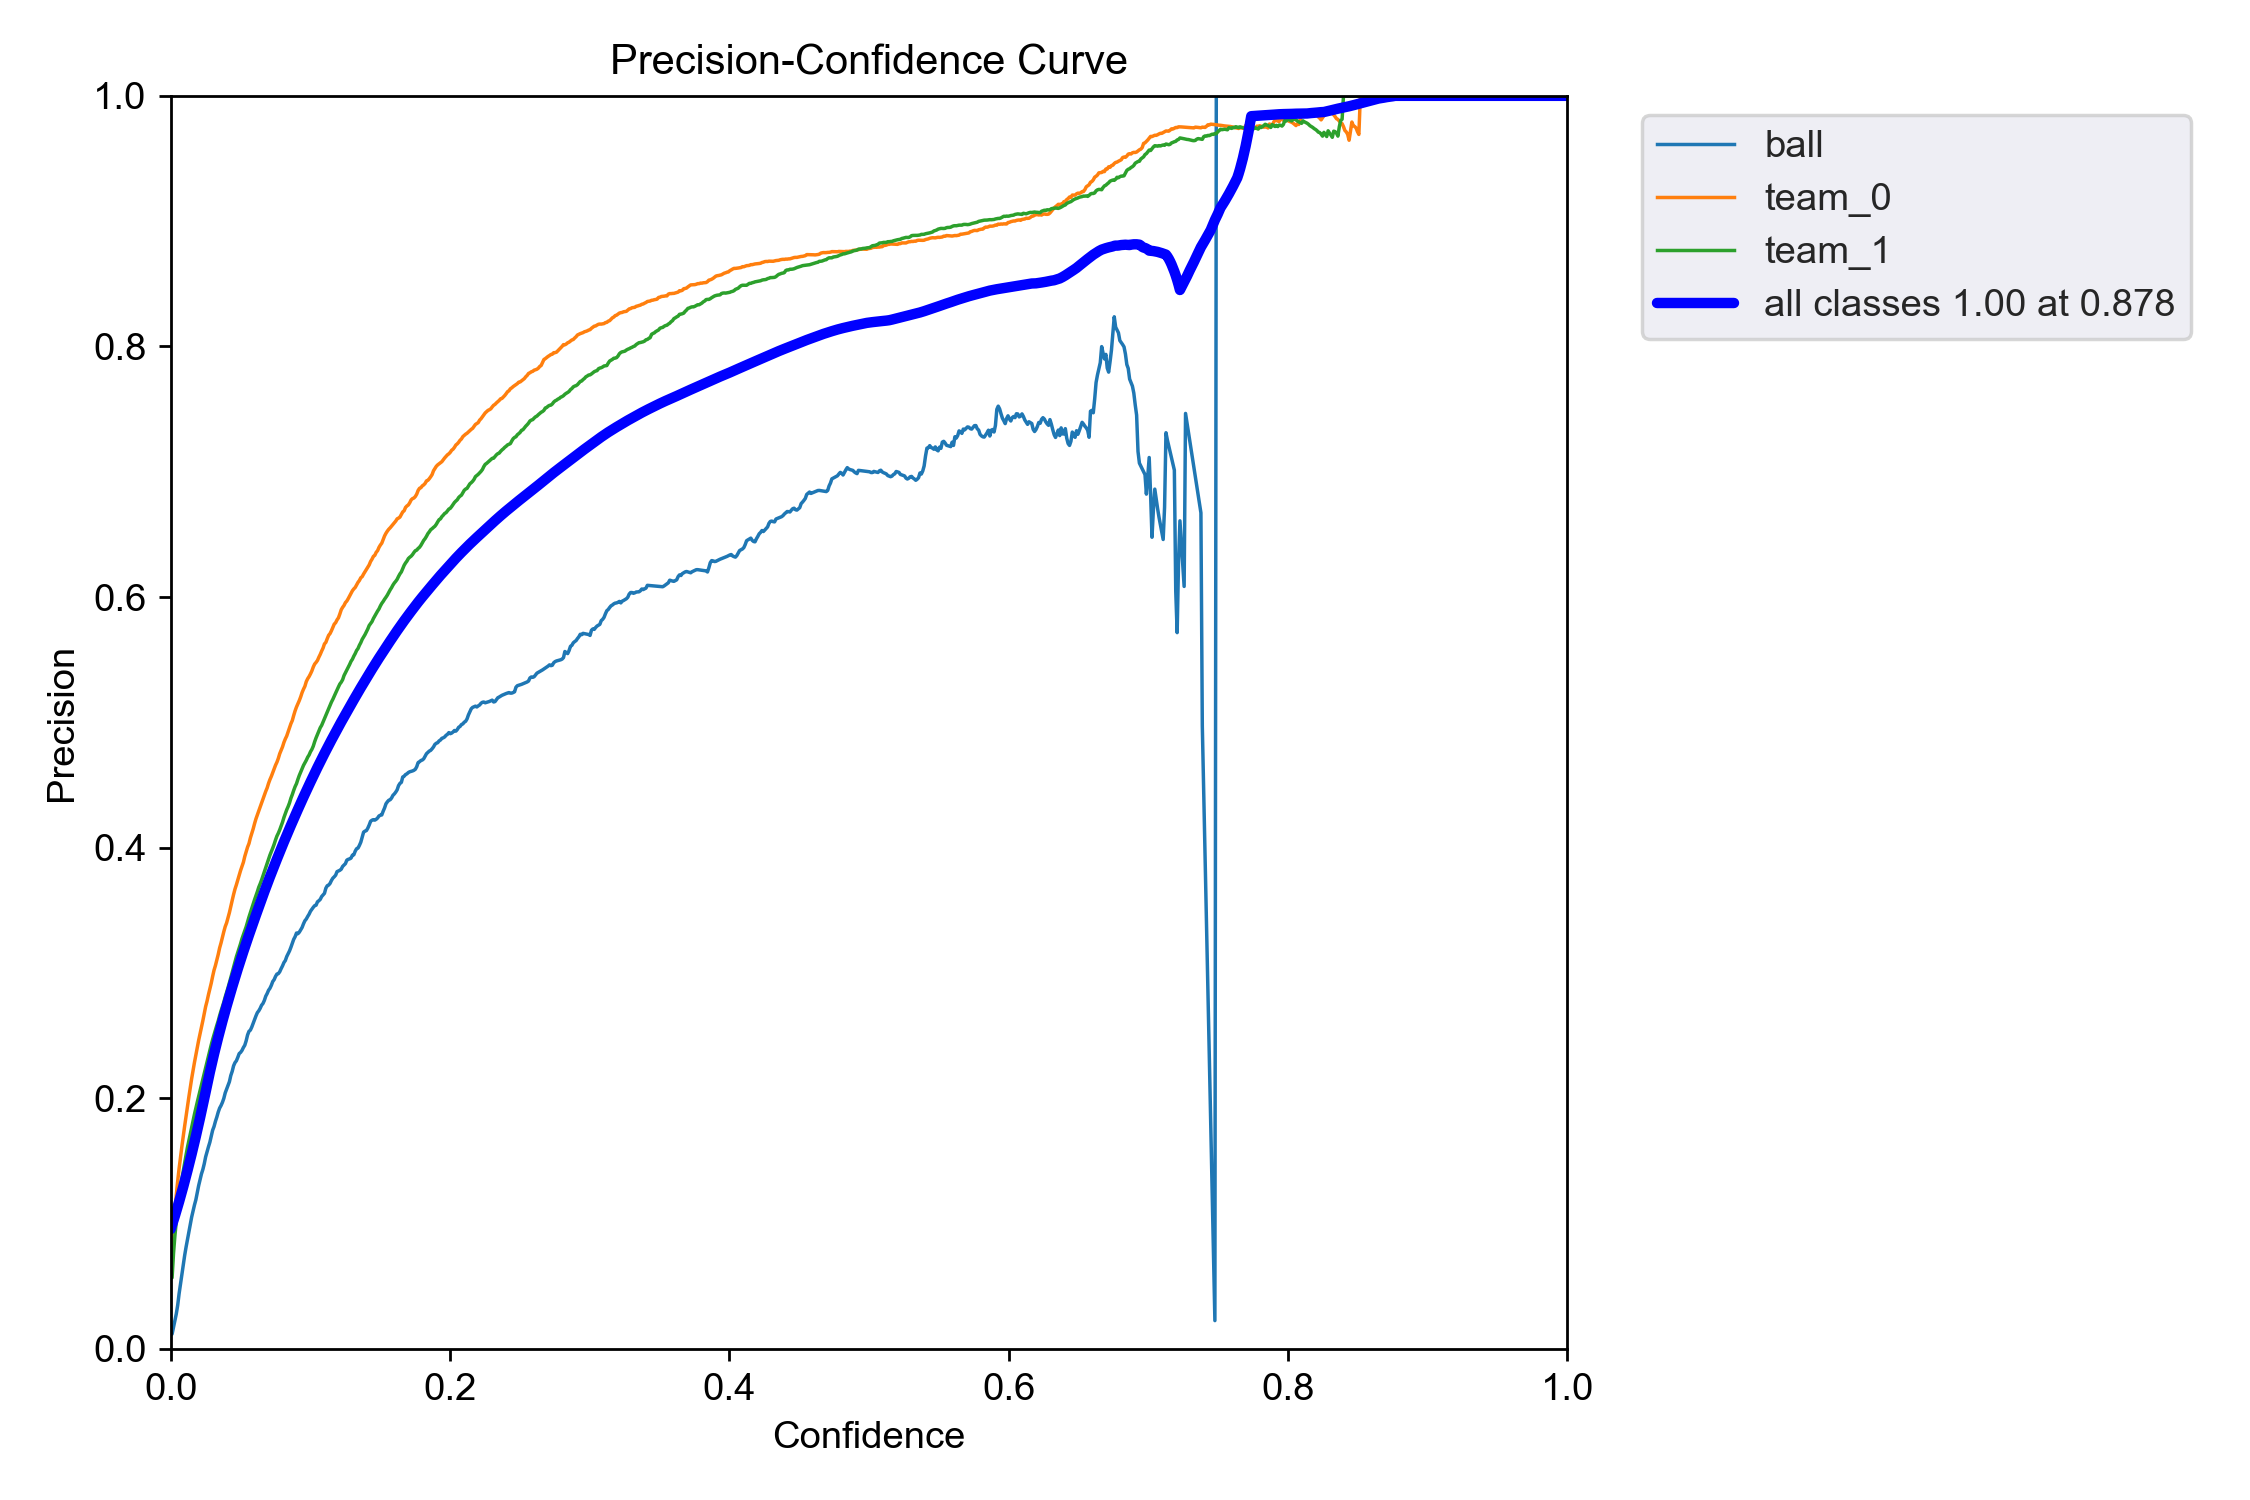 Precision-Confidence Curve
1.0
0.8
0.6
0.4
0.2
0.0
Precision
0.0 0.2 0.4 0.6 0.8 1.0
Confidence
ball
team_0
team_1
all classes 1.00 at 0.878